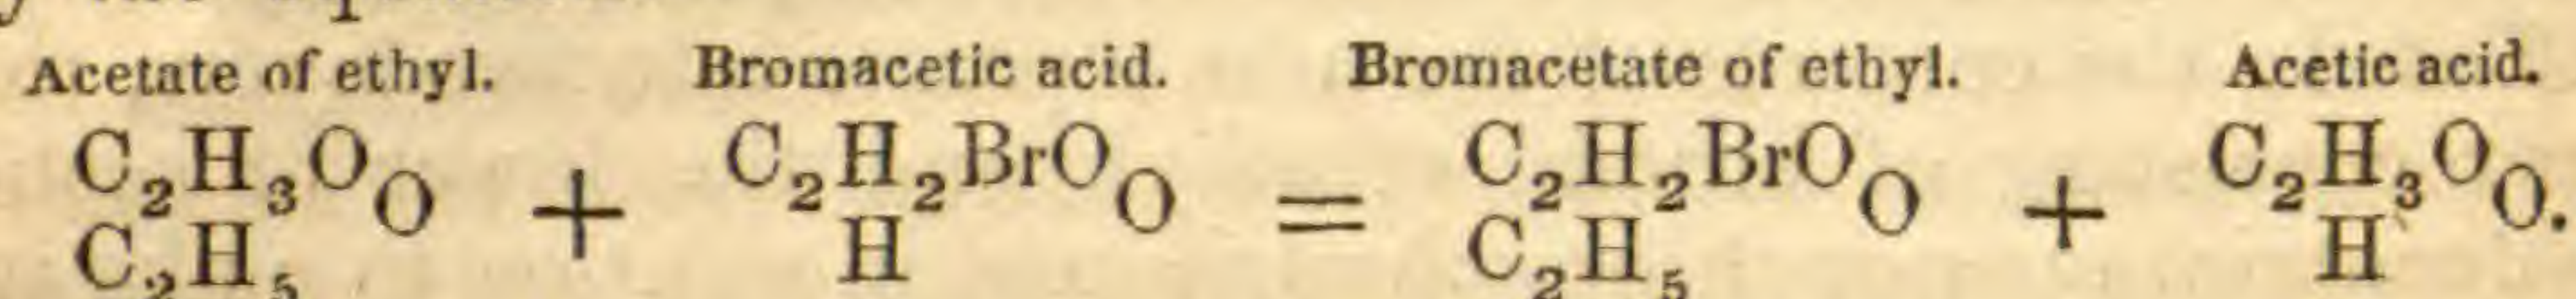 Acetate of ethyl. Bromacetic acid. Bromacetate of ethyl. Acetic acid.
C₂H₃O O + C₂H₂BrO O = C₂H₂BrO O + C₂H₃O O.
C₂H₅ H C₂H₅ H